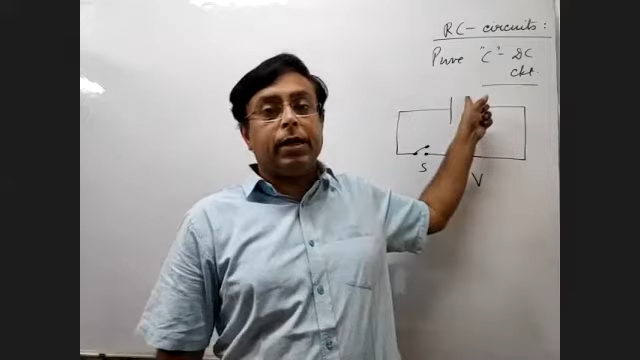 RC - circuits :
Pure "C" - DC
ckt.
S
V